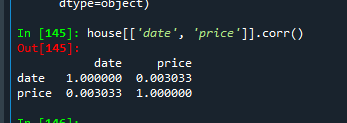 dtype=object)
In [145]: house[['date', 'price']].corr()
Out[145]:
date price
date 1.000000 0.003033
price 0.003033 1.000000
In [146]: